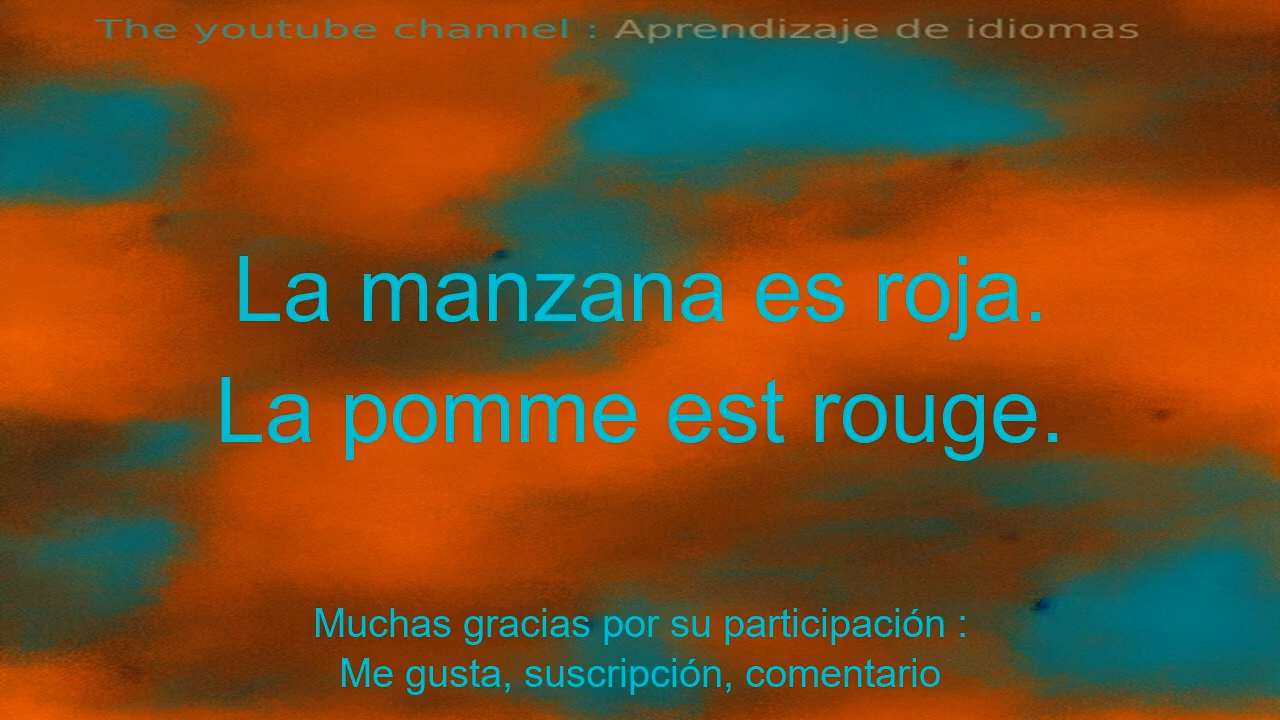 The youtube channel : Aprendizaje de idiomas
La manzana es roja.
La pomme est rouge.
Muchas gracias por su participación :
Me gusta, suscripción, comentario